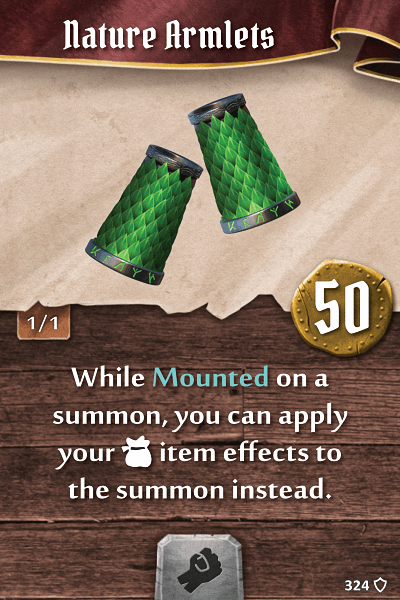 Nature Armlets
50
1/1
While Mounted on a
summon, you can apply
your item effects to
the summon instead.
324